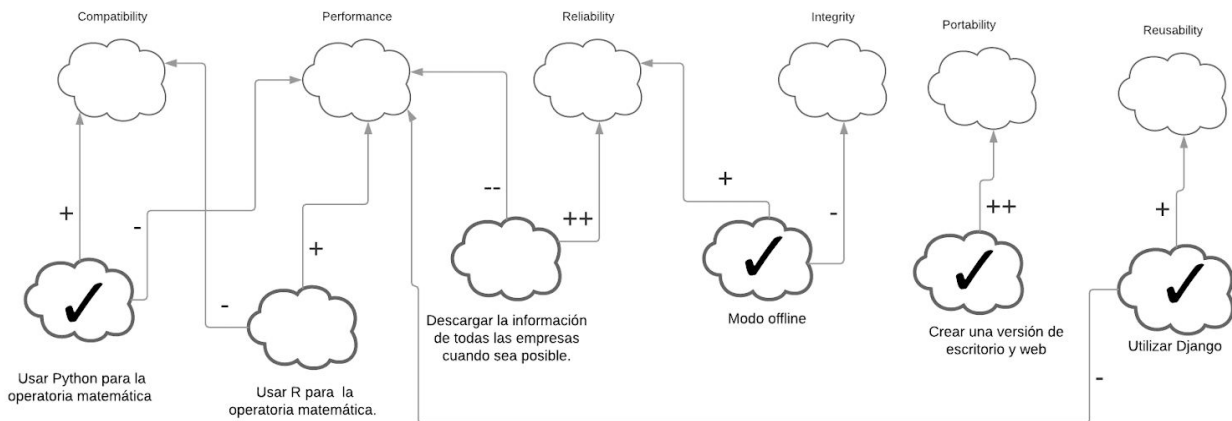 Compatibility
Performance
Reliability
Integrity
Portability
Reusability
+
-
-
+
--
++
+
-
++
+
-
Usar Python para la
operatoria matemática
Usar R para la
operatoria matemática.
Descargar la información
de todas las empresas
cuando sea posible.
Modo offline
Crear una versión de
escritorio y web
Utilizar Django